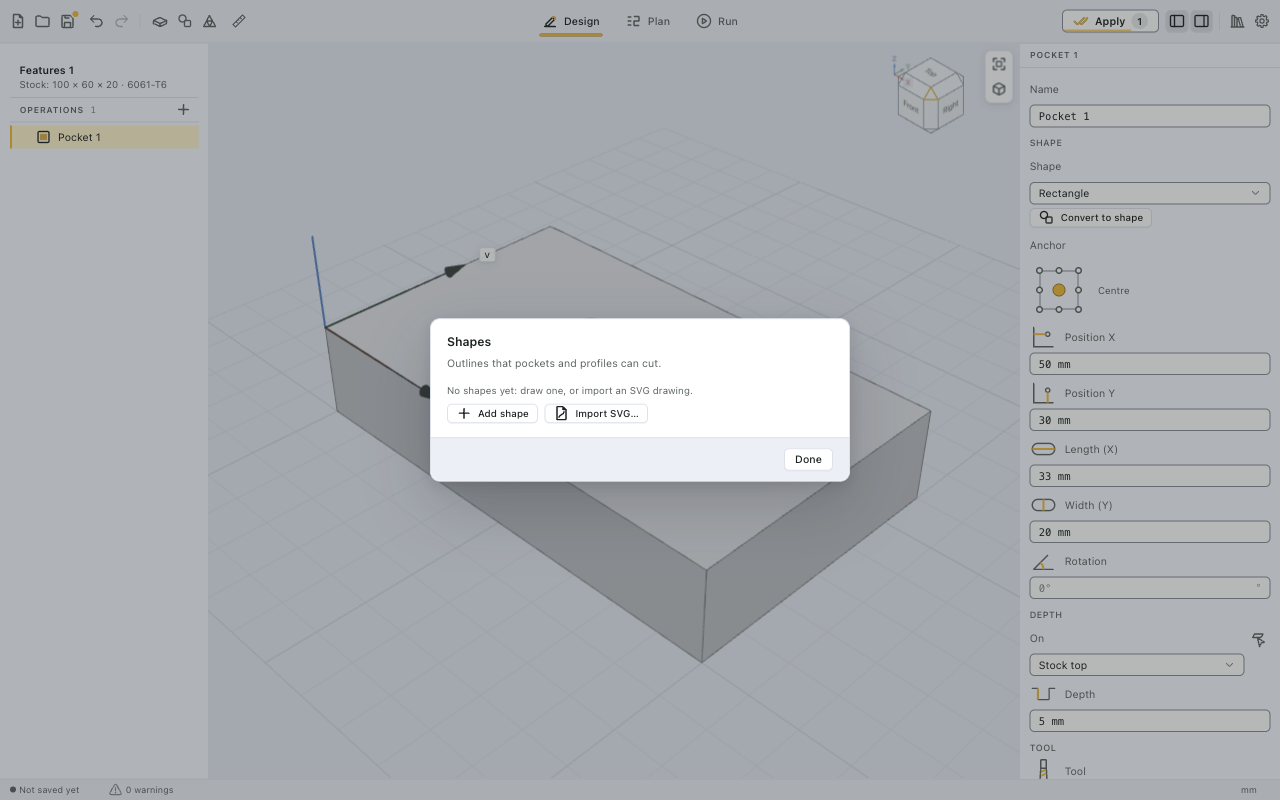 Design
Plan
Run
Apply 1
Features 1
Stock: 100 × 60 × 20 · 6061-T6
OPERATIONS 1
Pocket 1
v
Z
Top
Front
Right
Shapes
Outlines that pockets and profiles can cut.
No shapes yet: draw one, or import an SVG drawing.
Add shape
Import SVG...
Done
POCKET 1
Name
Pocket 1
SHAPE
Shape
Rectangle
Convert to shape
Anchor
Centre
Position X
50 mm
Position Y
30 mm
Length (X)
33 mm
Width (Y)
20 mm
Rotation
0°
°
DEPTH
On
Stock top
Depth
5 mm
TOOL
Tool
Not saved yet
0 warnings
mm